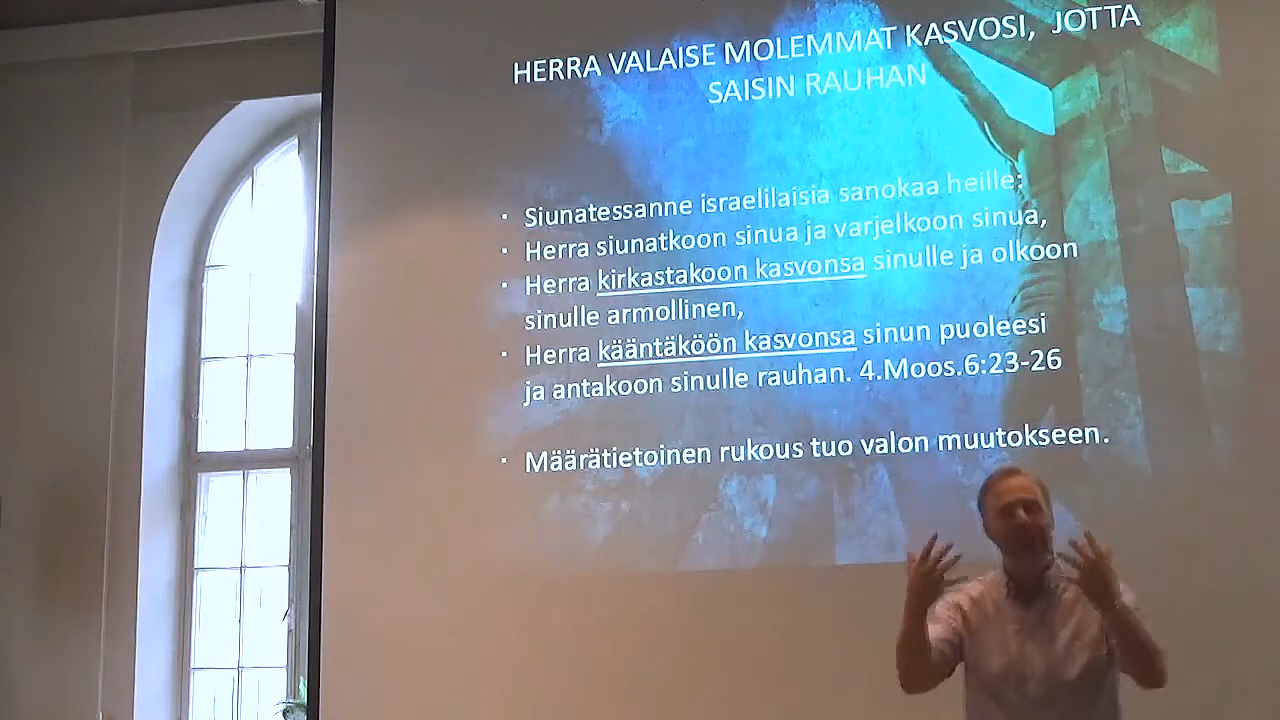 HERRA VALAISE MOLEMMAT KASVOSI, JOTTA
SAISIN RAUHAN
· Siunatessanne israelilaisia sanokaa heille:
· Herra siunatkoon sinua ja varjelkoon sinua,
· Herra kirkastakoon kasvonsa sinulle ja olkoon
sinulle armollinen,
· Herra kääntäköön kasvonsa sinun puoleesi
ja antakoon sinulle rauhan. 4.Moos.6:23-26
· Määrätietoinen rukous tuo valon muutokseen.